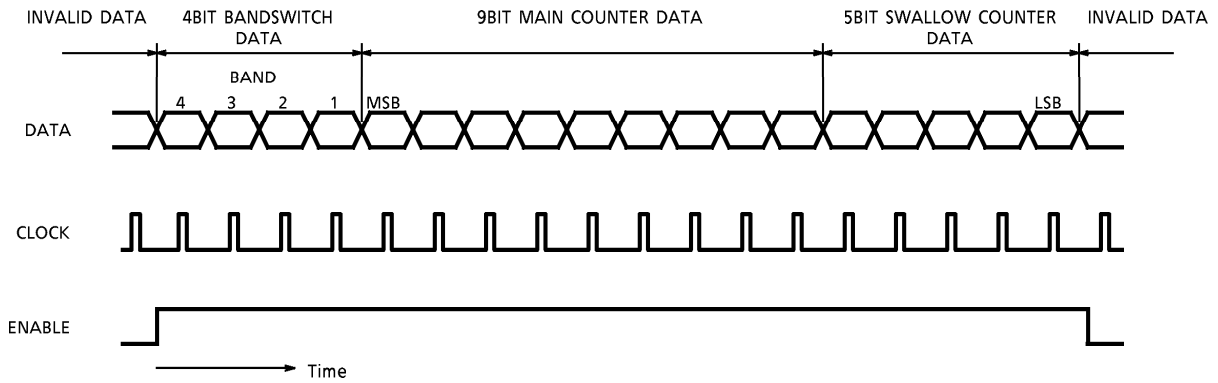 INVALID DATA 4BIT BANDSWITCH DATA 9BIT MAIN COUNTER DATA 5BIT SWALLOW COUNTER DATA INVALID DATA
BAND
4 3 2 1 MSB LSB
DATA
CLOCK
ENABLE
Time